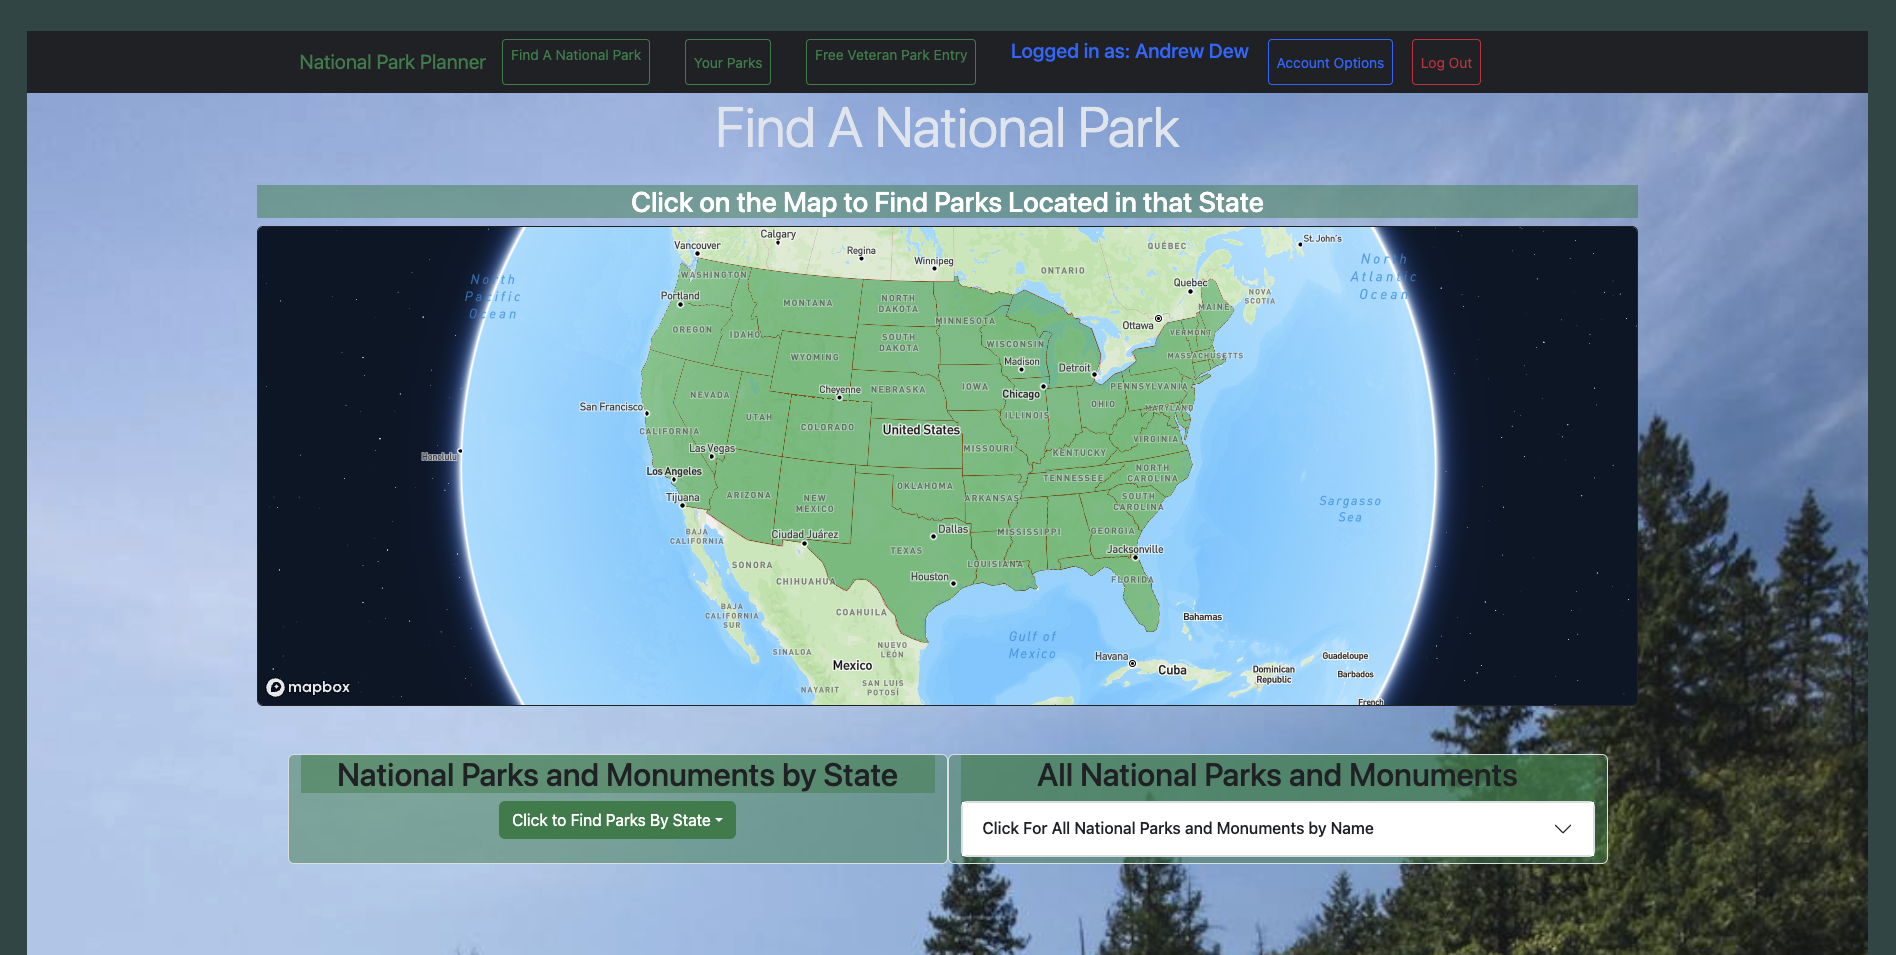 National Park Planner
Find A National Park
Your Parks
Free Veteran Park Entry
Logged in as: Andrew Dew
Account Options
Log Out
Find A National Park
Click on the Map to Find Parks Located in that State
Calgary
Vancouver
Regina
Winnipeg
QUÉBEC
St. John's
North
Pacific
Ocean
North
Atlantic
Ocean
WASHINGTON
ONTARIO
Quebec
NOVA
SCOTIA
Portland
MONTANA
NORTH
DAKOTA
MINNESOTA
MAINE
OREGON
IDAHO
SOUTH
DAKOTA
WISCONSIN
Ottawa
VERMONT
WYOMING
Madison
Detroit
MASSACHUSETTS
NEVADA
Cheyenne
NEBRASKA
IOWA
Chicago
PENNSYLVANIA
San Francisco
UTAH
COLORADO
United States
ILLINOIS
OHIO
MARYLAND
CALIFORNIA
Las Vegas
MISSOURI
KENTUCKY
VIRGINIA
Honolulu
Los Angeles
TENNESSEE
NORTH
CAROLINA
Tijuana
ARIZONA
NEW
MEXICO
OKLAHOMA
ARKANSAS
SOUTH
CAROLINA
Sargasso
Sea
BAJA
CALIFORNIA
Ciudad Juárez
Dallas
MISSISSIPPI
GEORGIA
SONORA
TEXAS
LOUISIANA
Jacksonville
CHIHUAHUA
Houston
FLORIDA
BAJA
CALIFORNIA
SUR
COAHUILA
Bahamas
SINALOA
NUEVO
LEÓN
Gulf of
Mexico
Mexico
Havana
Cuba
Dominican
Republic
Guadeloupe
Barbados
NAYARIT
SAN LUIS
POTOSÍ
French
mapbox
National Parks and Monuments by State
Click to Find Parks By State
All National Parks and Monuments
Click For All National Parks and Monuments by Name